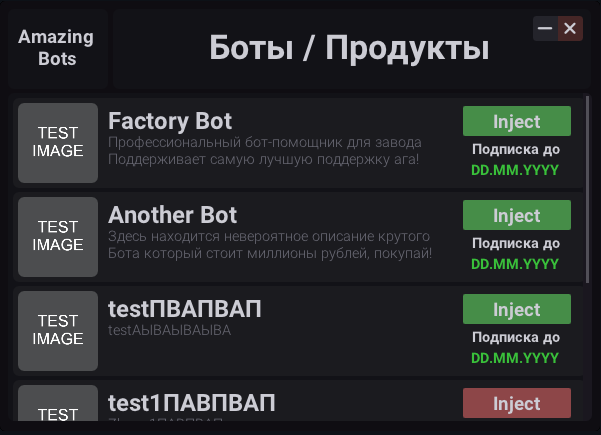 Amazing
Bots
Боты / Продукты
TEST
IMAGE
Factory Bot
Профессиональный бот-помощник для завода
Поддерживает самую лучшую поддержку ага!
Inject
Подписка до
DD.MM.YYYY
TEST
IMAGE
Another Bot
Здесь находится невероятное описание крутого
Бота который стоит миллионы рублей, покупай!
Inject
Подписка до
DD.MM.YYYY
TEST
IMAGE
testПВАПВАП
testАЫВАЫВАЫВА
Inject
Подписка до
DD.MM.YYYY
TEST
IMAGE
test1ПАВПВАП
Inject